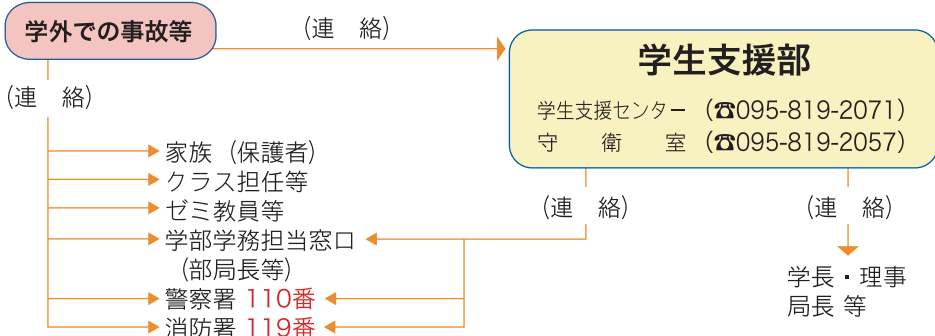 学外での事故等
(連　絡)
学生支援部
学生支援センター (☎095-819-2071)
守　衛　室 (☎095-819-2057)
(連　絡)
家族 (保護者)
クラス担任等
ゼミ教員等
学部学務担当窓口
(部局長等)
警察署 110番
消防署 119番
(連　絡)
(連　絡)
学長・理事
局長 等